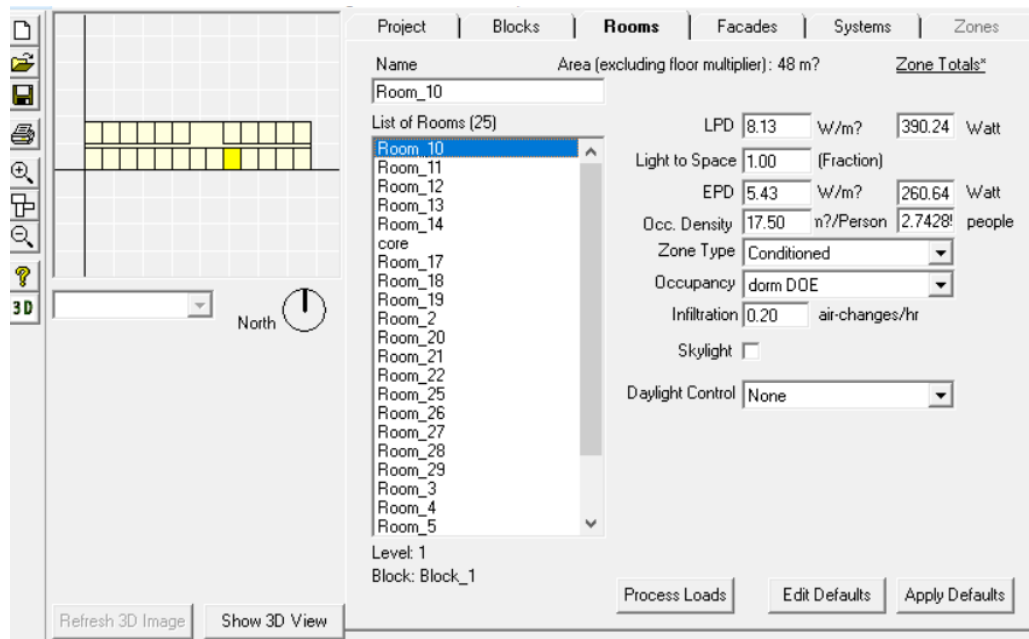 Project Blocks Rooms Facades Systems Zones
Name Area (excluding floor multiplier) : 48 m? Zone Totals*
Room_10
List of Rooms (25)
LPD 8.13 W/m? 390.24 Watt
Light to Space 1.00 (Fraction)
EPD 5.43 W/m? 260.64 Watt
Occ. Density 17.50 n?/Person 2.7428! people
Zone Type Conditioned
Occupancy dorm DOE
Infiltration 0.20 air-changes/hr
Skylight
Daylight Control None
Room_10
Room_11
Room_12
Room_13
Room_14
core
Room_17
Room_18
Room_19
Room_2
Room_20
Room_21
Room_22
Room_25
Room_26
Room_27
Room_28
Room_29
Room_3
Room_4
Room_5
Level: 1
Block: Block_1
Process Loads Edit Defaults Apply Defaults
?
3 D
North
Refresh 3D Image Show 3D View